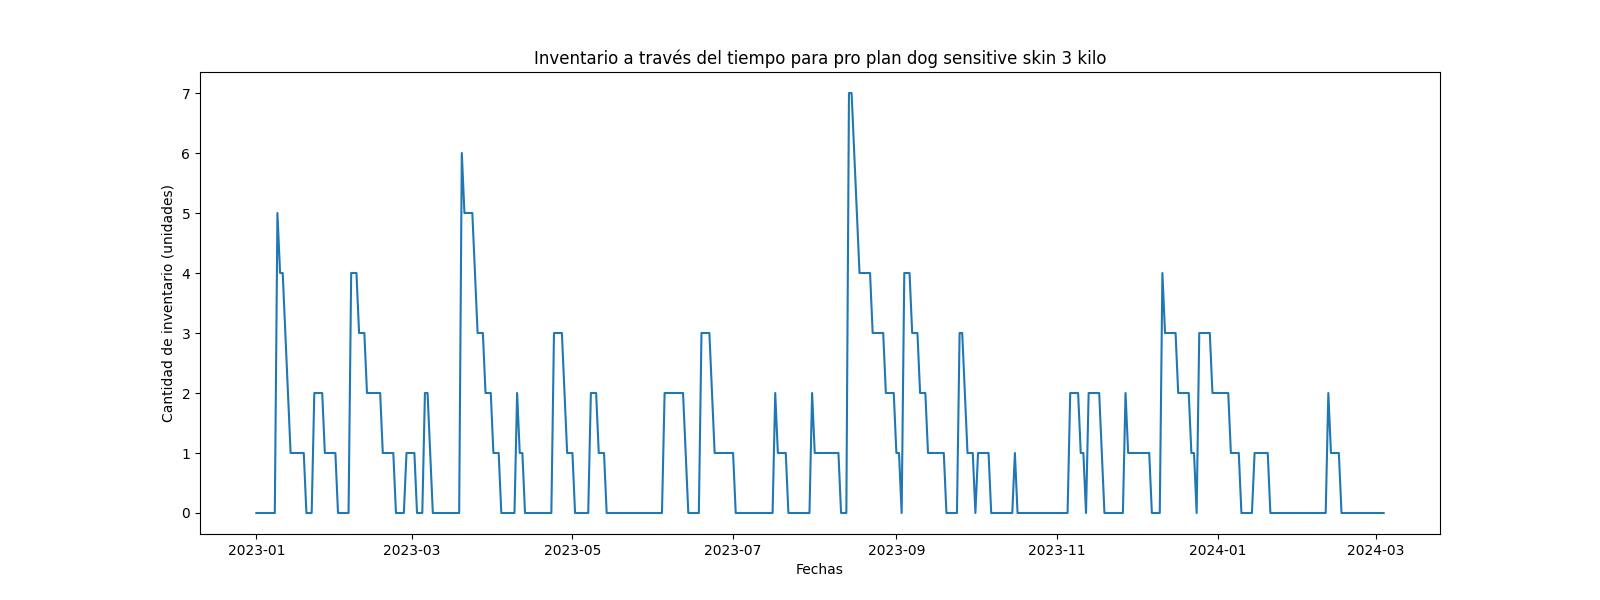 Inventario a través del tiempo para pro plan dog sensitive skin 3 kilo
Cantidad de inventario (unidades)
7
6
5
4
3
2
1
0
2023-01 2023-03 2023-05 2023-07 2023-09 2023-11 2024-01 2024-03
Fechas